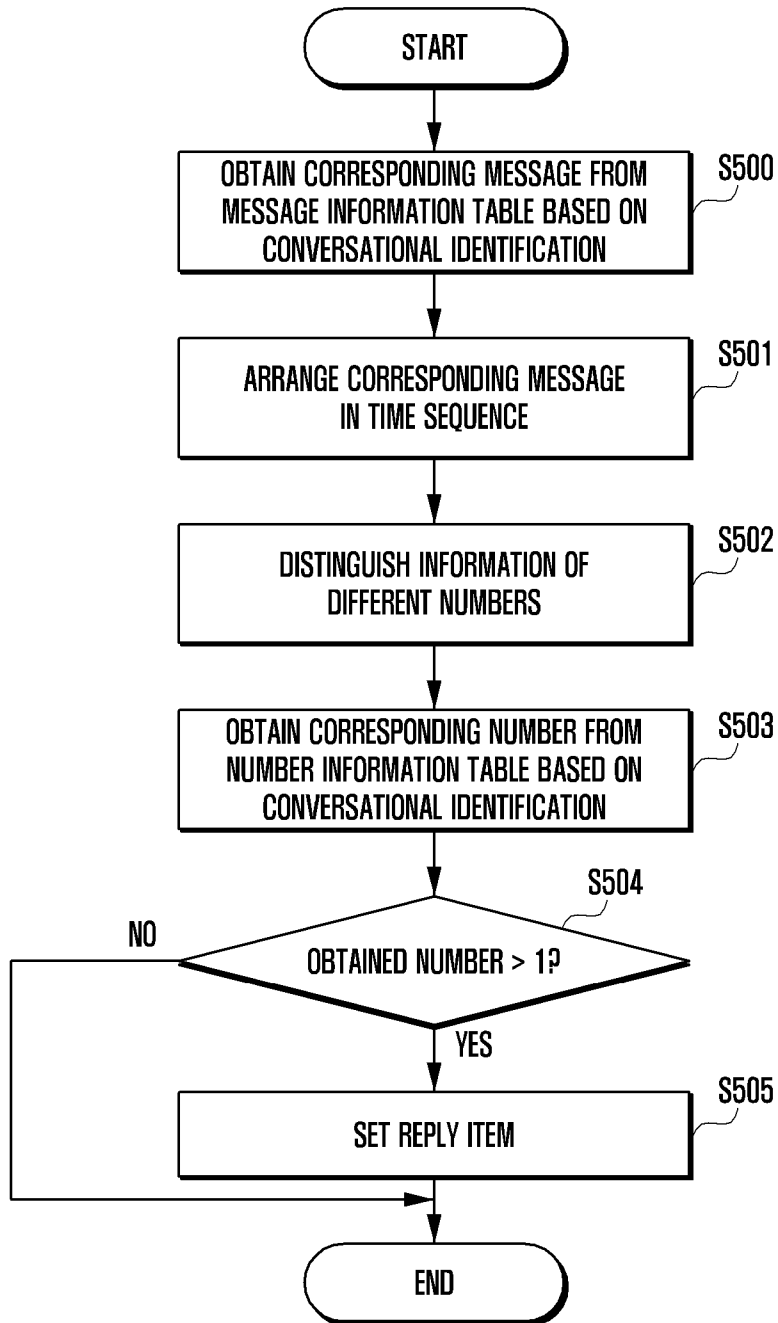 START
OBTAIN CORRESPONDING MESSAGE FROM
MESSAGE INFORMATION TABLE BASED ON
CONVERSATIONAL IDENTIFICATION
S500
ARRANGE CORRESPONDING MESSAGE
IN TIME SEQUENCE
S501
DISTINGUISH INFORMATION OF
DIFFERENT NUMBERS
S502
OBTAIN CORRESPONDING NUMBER FROM
NUMBER INFORMATION TABLE BASED ON
CONVERSATIONAL IDENTIFICATION
S503
S504
NO
OBTAINED NUMBER > 1?
YES
SET REPLY ITEM
S505
END